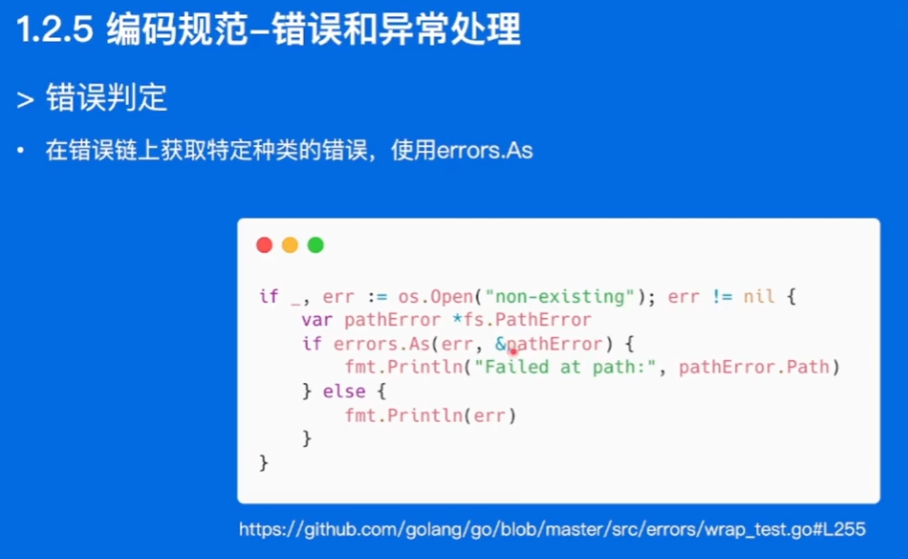 1.2.5 编码规范–错误和异常处理
> 错误判定
• 在错误链上获取特定种类的错误，使用errors.As
if _, err := os.Open("non-existing"); err != nil {
    var pathError *fs.PathError
    if errors.As(err, &pathError) {
        fmt.Println("Failed at path:", pathError.Path)
    } else {
        fmt.Println(err)
    }
}
https://github.com/golang/go/blob/master/src/errors/wrap_test.go#L255